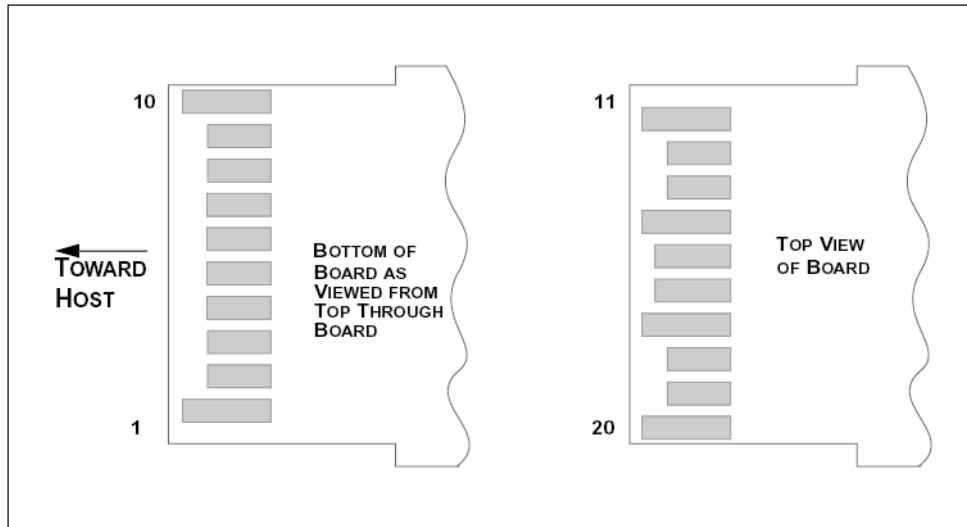 10
1
TOWARD
HOST
BOTTOM OF
BOARD AS
VIEWED FROM
TOP THROUGH
BOARD
11
20
TOP VIEW
OF BOARD